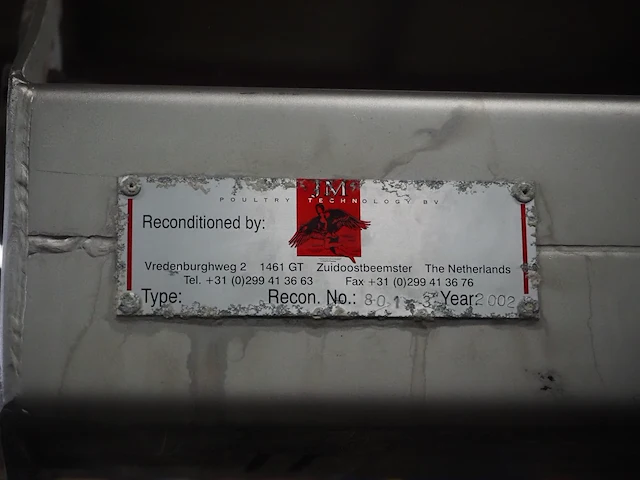 JM
POULTRY TECHNOLOGY BV
Reconditioned by:
Vredenburghweg 2 1461 GT Zuidoostbeemster The Netherlands
Tel. +31 (0)299 41 36 63 Fax +31 (0)299 41 36 76
Type: Recon. No.: Year: 2002